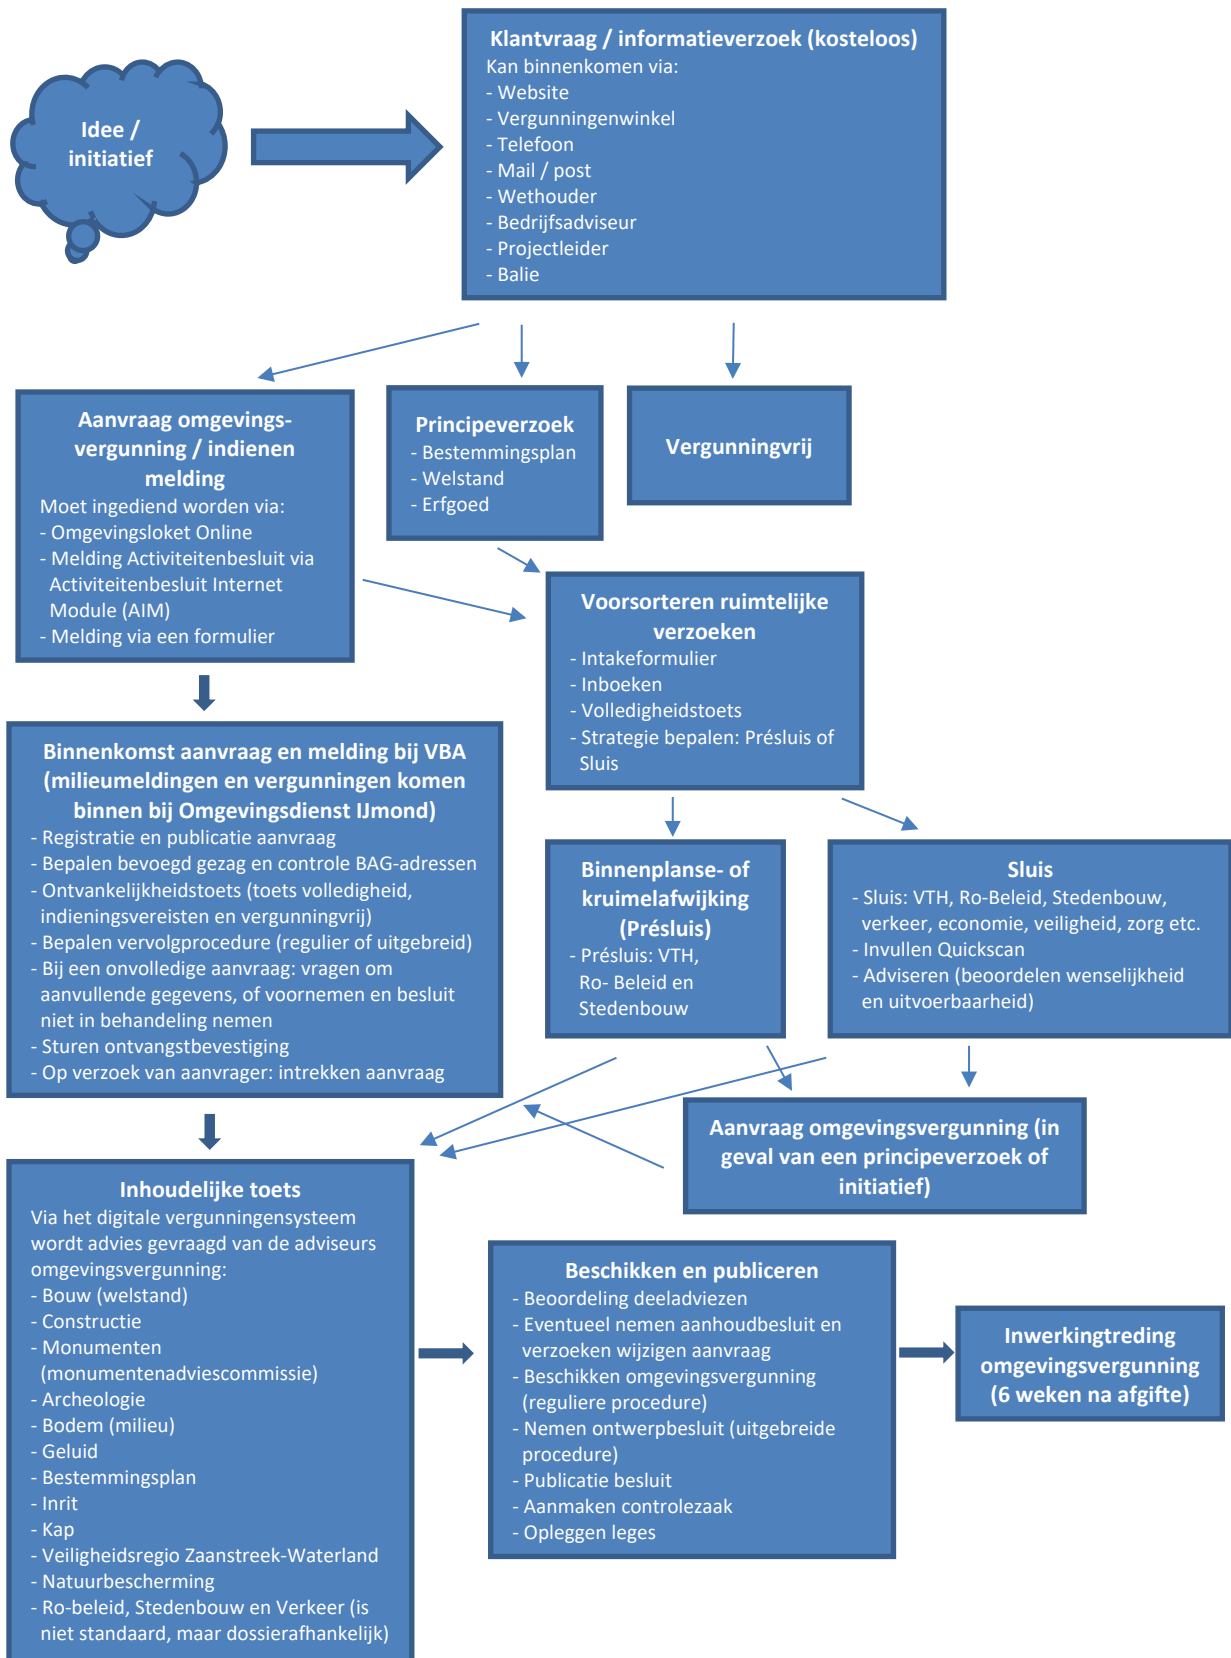 Idee /
initiatief
Klantvraag / informatieverzoek (kosteloos)
Kan binnenkomen via:
- Website
- Vergunningenwinkel
- Telefoon
- Mail / post
- Wethouder
- Bedrijfsadviseur
- Projectleider
- Balie
Aanvraag omgevings-
vergunning / indienen
melding
Moet ingediend worden via:
- Omgevingsloket Online
- Melding Activiteitenbesluit via
Activiteitenbesluit Internet
Module (AIM)
- Melding via een formulier
Principeverzoek
- Bestemmingsplan
- Welstand
- Erfgoed
Vergunningvrij
Voorsorteren ruimtelijke
verzoeken
- Intakeformulier
- Inboeken
- Volledigheidstoets
- Strategie bepalen: Présluis of
Sluis
Binnenkomst aanvraag en melding bij VBA
(milieumeldingen en vergunningen komen
binnen bij Omgevingsdienst IJmond)
- Registratie en publicatie aanvraag
- Bepalen bevoegd gezag en controle BAG-adressen
- Ontvankelijkheidstoets (toets volledigheid,
indieningsvereisten en vergunningvrij)
- Bepalen vervolgprocedure (regulier of uitgebreid)
- Bij een onvolledige aanvraag: vragen om
aanvullende gegevens, of voornemen en besluit
niet in behandeling nemen
- Sturen ontvangstbevestiging
- Op verzoek van aanvrager: intrekken aanvraag
Binnenplanse- of
kruimelafwijking
(Présluis)
- Présluis: VTH,
Ro- Beleid en
Stedenbouw
Sluis
- Sluis: VTH, Ro-Beleid, Stedenbouw,
verkeer, economie, veiligheid, zorg etc.
- Invullen Quickscan
- Adviseren (beoordelen wenselijkheid
en uitvoerbaarheid)
Aanvraag omgevingsvergunning (in
geval van een principeverzoek of
initiatief)
Inhoudelijke toets
Via het digitale vergunningensysteem
wordt advies gevraagd van de adviseurs
omgevingsvergunning:
- Bouw (welstand)
- Constructie
- Monumenten
(monumentenadviescommissie)
- Archeologie
- Bodem (milieu)
- Geluid
- Bestemmingsplan
- Inrit
- Kap
- Veiligheidsregio Zaanstreek-Waterland
- Natuurbescherming
- Ro-beleid, Stedenbouw en Verkeer (is
niet standaard, maar dossierafhankelijk)
Beschikken en publiceren
- Beoordeling deeladviezen
- Eventueel nemen aanhoudbesluit en
verzoeken wijzigen aanvraag
- Beschikken omgevingsvergunning
(reguliere procedure)
- Nemen ontwerpbesluit (uitgebreide
procedure)
- Publicatie besluit
- Aanmaken controlezaak
- Opleggen leges
Inwerkingtreding
omgevingsvergunning
(6 weken na afgifte)